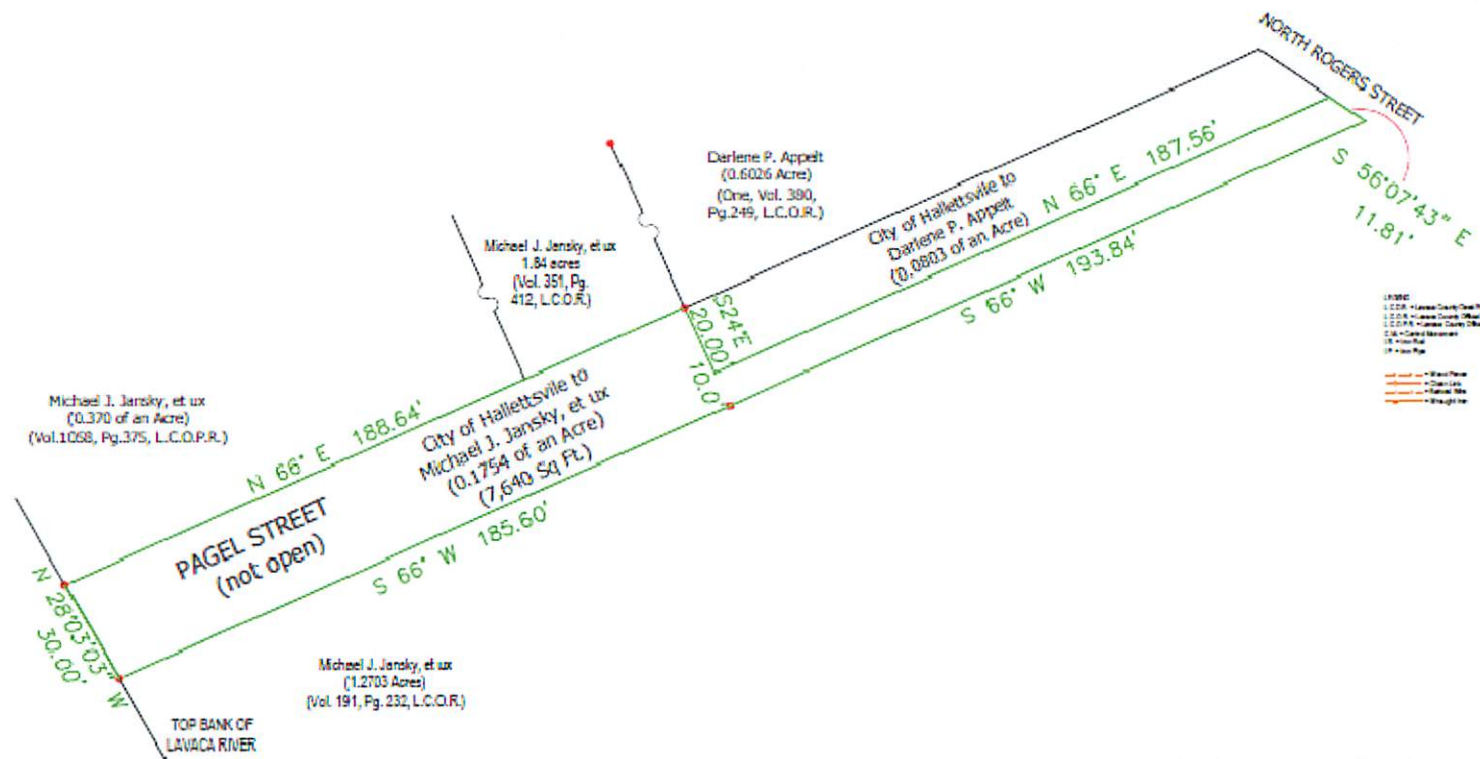 NORTH ROGERS STREET
Darlene P. Appelt
(0.6026 Acre)
(One, Vol. 380,
Pg.249, L.C.O.R.)
City of Hallettsvile to
Darlene P. Appelt
(0.0803 of an Acre)
N 66° E 187.56'
S 56°07'43" E
11.81'
S 66° W 193.84'
Michael J. Jansky, et ux
1.84 acres
(Vol. 351, Pg.
412, L.C.O.R.)
S24°E
20.00'
10.0'
Michael J. Jansky, et ux
(0.370 of an Acre)
(Vol.1058, Pg.375, L.C.O.P.R.)
N 66° E 188.64'
City of Hallettsvile to
Michael J. Jansky, et ux
(0.1754 of an Acre)
(7,640 Sq Ft.)
PAGEL STREET
(not open)
S 66° W 185.60'
N 28°03'03" W
30.00'
Michael J. Jansky, et ux
(1.2703 Acres)
(Vol. 191, Pg. 232, L.C.O.R.)
TOP BANK OF
LAVACA RIVER